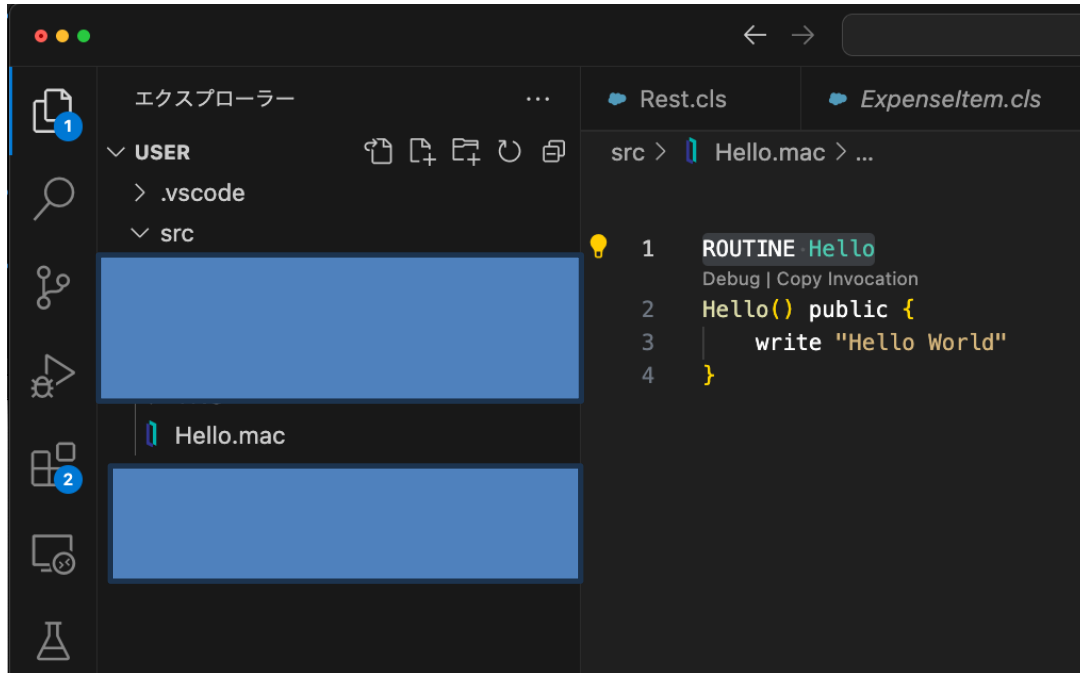 エクスプローラー
...
Rest.cls
ExpenseItem.cls
1
USER
src > Hello.mac > ...
.vscode
src
1 ROUTINE Hello
Debug | Copy Invocation
2 Hello() public {
3 write "Hello World"
4 }
Hello.mac
2